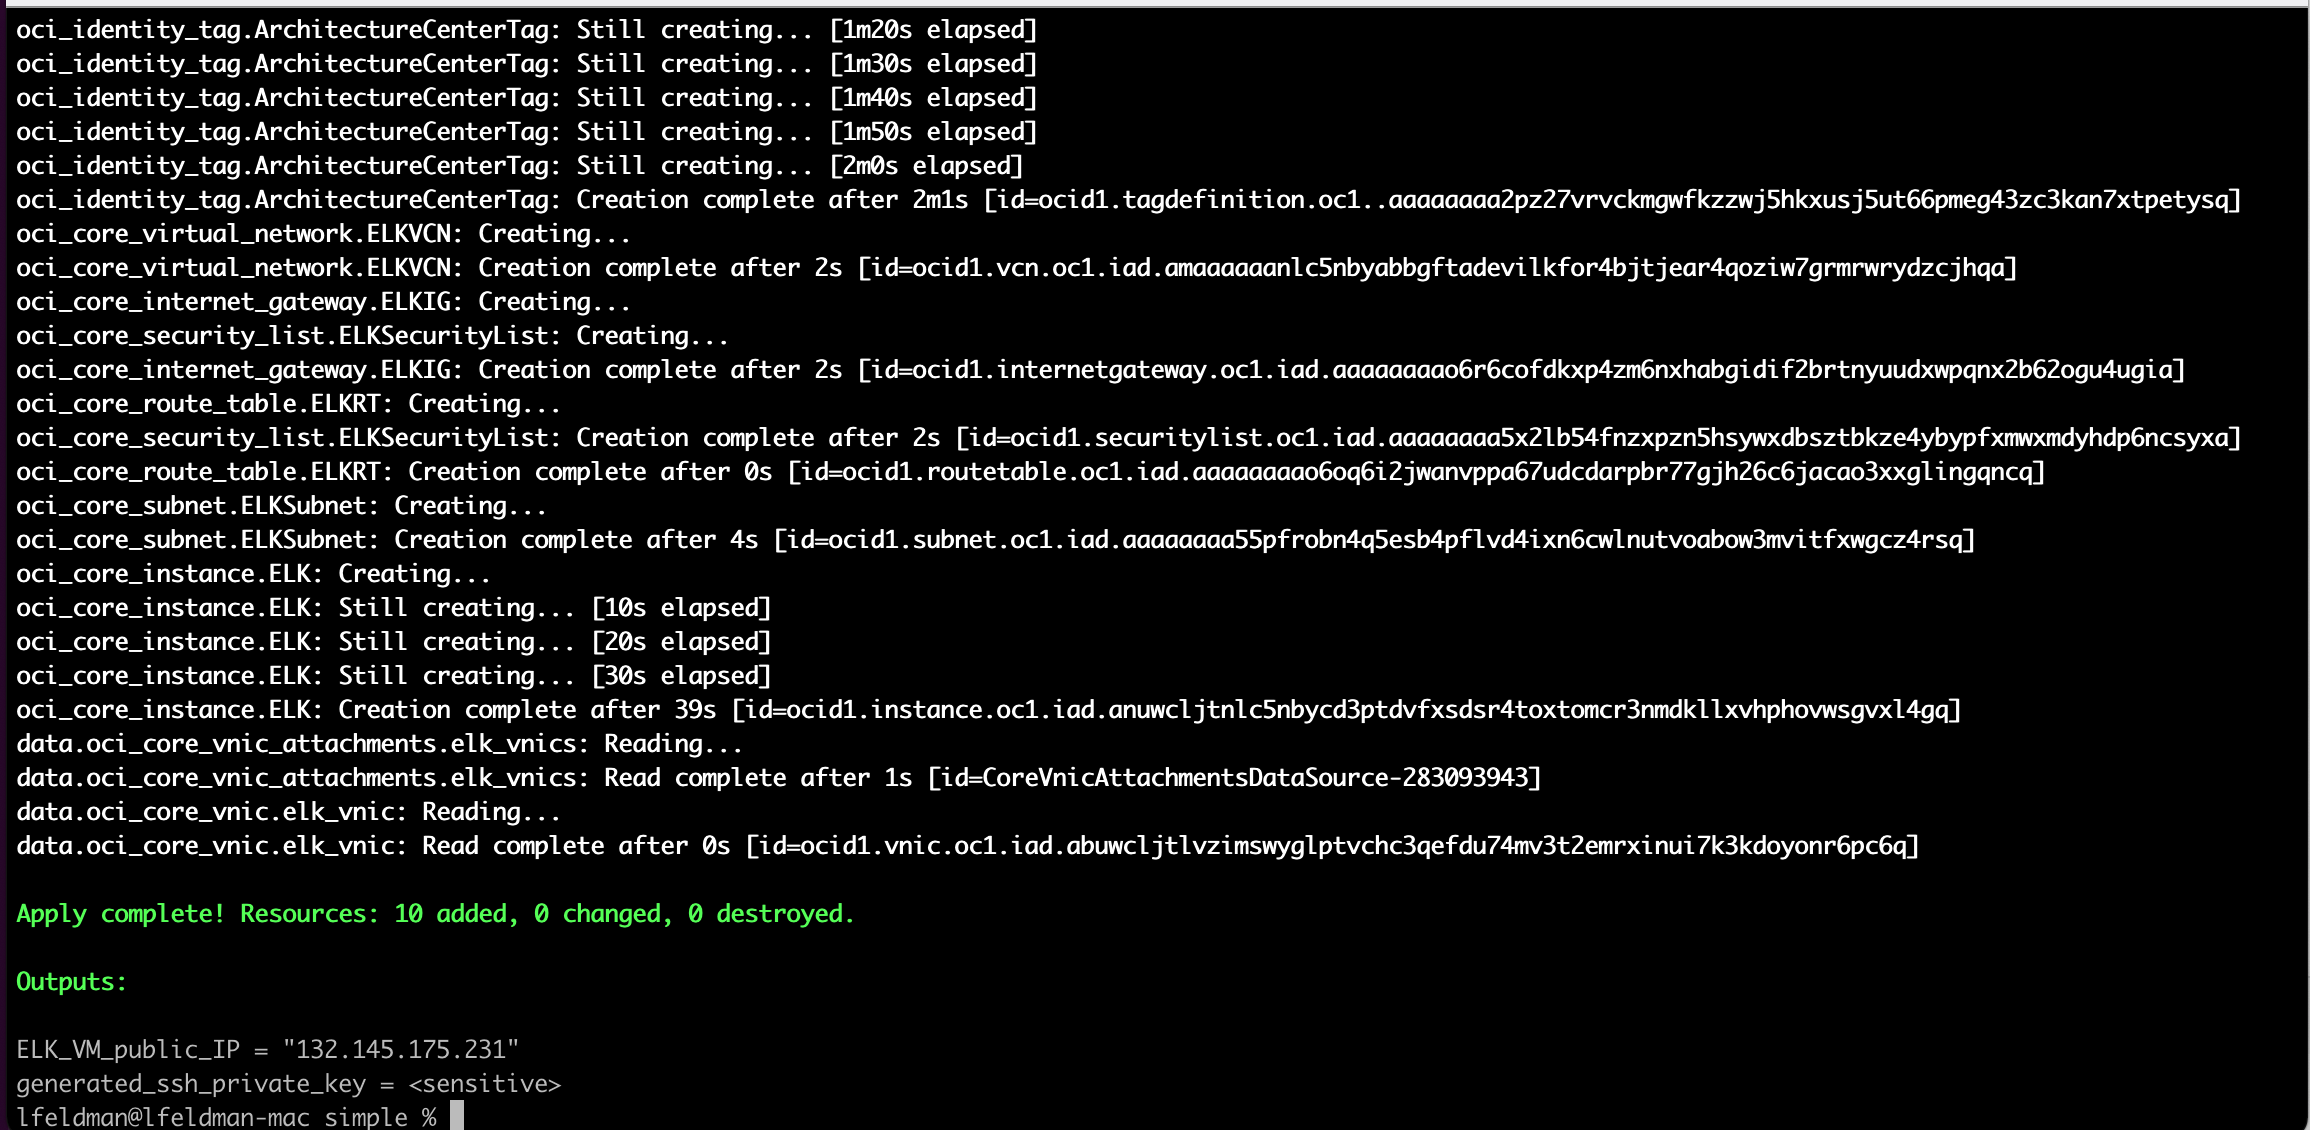 oci_identity_tag.ArchitectureCenterTag: Still creating... [1m20s elapsed]
oci_identity_tag.ArchitectureCenterTag: Still creating... [1m30s elapsed]
oci_identity_tag.ArchitectureCenterTag: Still creating... [1m40s elapsed]
oci_identity_tag.ArchitectureCenterTag: Still creating... [1m50s elapsed]
oci_identity_tag.ArchitectureCenterTag: Still creating... [2m0s elapsed]
oci_identity_tag.ArchitectureCenterTag: Creation complete after 2m1s [id=ocid1.tagdefinition.oc1..aaaaaaaa2pz27vrvckmgwfkzzwj5hkxusj5ut66pmeg43zc3kan7xtpetysq]
oci_core_virtual_network.ELKVCN: Creating...
oci_core_virtual_network.ELKVCN: Creation complete after 2s [id=ocid1.vcn.oc1.iad.amaaaaaanlc5nbyabbgftadevilkfor4bjtjear4qoziw7grmrwrydzcjhqa]
oci_core_internet_gateway.ELKIG: Creating...
oci_core_security_list.ELKSecurityList: Creating...
oci_core_internet_gateway.ELKIG: Creation complete after 2s [id=ocid1.internetgateway.oc1.iad.aaaaaaaao6r6cofdkxp4zm6nxhabgidif2brtnyuudxwpqnx2b62ogu4ugia]
oci_core_route_table.ELKRT: Creating...
oci_core_security_list.ELKSecurityList: Creation complete after 2s [id=ocid1.securitylist.oc1.iad.aaaaaaaa5x2lb54fnzxpzn5hsywxdbsztbkze4ybypfxmwxmdyhdp6ncsyxa]
oci_core_route_table.ELKRT: Creation complete after 0s [id=ocid1.routetable.oc1.iad.aaaaaaaao6oq6i2jwanvppa67udcdarpbr77gjh26c6jacao3xxglingqncq]
oci_core_subnet.ELKSubnet: Creating...
oci_core_subnet.ELKSubnet: Creation complete after 4s [id=ocid1.subnet.oc1.iad.aaaaaaaa55pfrobn4q5esb4pflvd4ixn6cwlnutvoabow3mvitfxwgcz4rsq]
oci_core_instance.ELK: Creating...
oci_core_instance.ELK: Still creating... [10s elapsed]
oci_core_instance.ELK: Still creating... [20s elapsed]
oci_core_instance.ELK: Still creating... [30s elapsed]
oci_core_instance.ELK: Creation complete after 39s [id=ocid1.instance.oc1.iad.anuwcljtnlc5nbycd3ptdvfxsdsr4toxtomcr3nmdkllxvhphovwsgvxl4gq]
data.oci_core_vnic_attachments.elk_vnics: Reading...
data.oci_core_vnic_attachments.elk_vnics: Read complete after 1s [id=CoreVnicAttachmentsDataSource-283093943]
data.oci_core_vnic.elk_vnic: Reading...
data.oci_core_vnic.elk_vnic: Read complete after 0s [id=ocid1.vnic.oc1.iad.abuwcljtlvzimswyglptvchc3qefdu74mv3t2emrxinui7k3kdoyonr6pc6q]
Apply complete! Resources: 10 added, 0 changed, 0 destroyed.
Outputs:
ELK_VM_public_IP = "132.145.175.231"
generated_ssh_private_key = <sensitive>
lfeldman@lfeldman-mac simple %